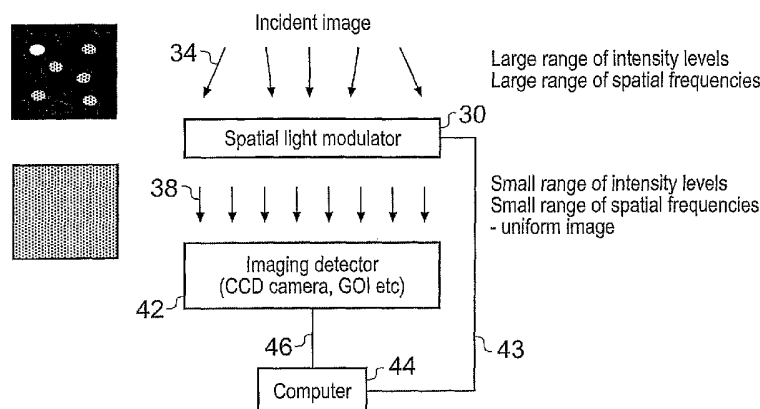 Incident image
34
Large range of intensity levels
Large range of spatial frequencies
30
Spatial light modulator
38
Small range of intensity levels
Small range of spatial frequencies
- uniform image
Imaging detector
(CCD camera, GOI etc)
42
46
44
43
Computer